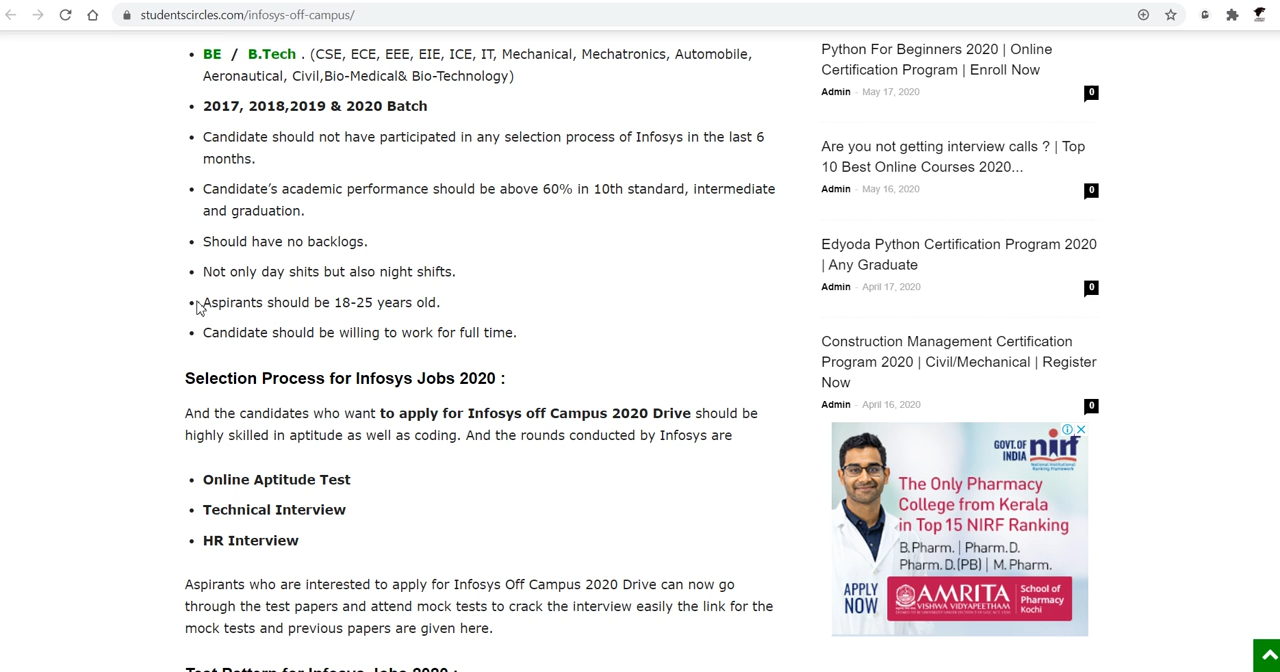 studentscircles.com/infosys-off-campus/
BE / B.Tech . (CSE, ECE, EEE, EIE, ICE, IT, Mechanical, Mechatronics, Automobile,
Aeronautical, Civil,Bio-Medical& Bio-Technology)
2017, 2018,2019 & 2020 Batch
Candidate should not have participated in any selection process of Infosys in the last 6
months.
Candidate’s academic performance should be above 60% in 10th standard, intermediate
and graduation.
Should have no backlogs.
Not only day shits but also night shifts.
Aspirants should be 18-25 years old.
Candidate should be willing to work for full time.
Selection Process for Infosys Jobs 2020 :
And the candidates who want to apply for Infosys off Campus 2020 Drive should be
highly skilled in aptitude as well as coding. And the rounds conducted by Infosys are
Online Aptitude Test
Technical Interview
HR Interview
Aspirants who are interested to apply for Infosys Off Campus 2020 Drive can now go
through the test papers and attend mock tests to crack the interview easily the link for the
mock tests and previous papers are given here.
Test Pattern for Infosys Jobs 2020 :
Python For Beginners 2020 | Online
Certification Program | Enroll Now
Admin - May 17, 2020 0
Are you not getting interview calls ? | Top
10 Best Online Courses 2020...
Admin - May 16, 2020 0
Edyoda Python Certification Program 2020
| Any Graduate
Admin - April 17, 2020 0
Construction Management Certification
Program 2020 | Civil/Mechanical | Register
Now
Admin - April 16, 2020 0
GOVT. OF
INDIA
nirf
The Only Pharmacy
College from Kerala
in Top 15 NIRF Ranking
B.Pharm. | Pharm.D.
Pharm.D.(PB) | M.Pharm.
APPLY
NOW
AMRITA
VISHWA VIDYAPEETHAM
School of
Pharmacy
Kochi